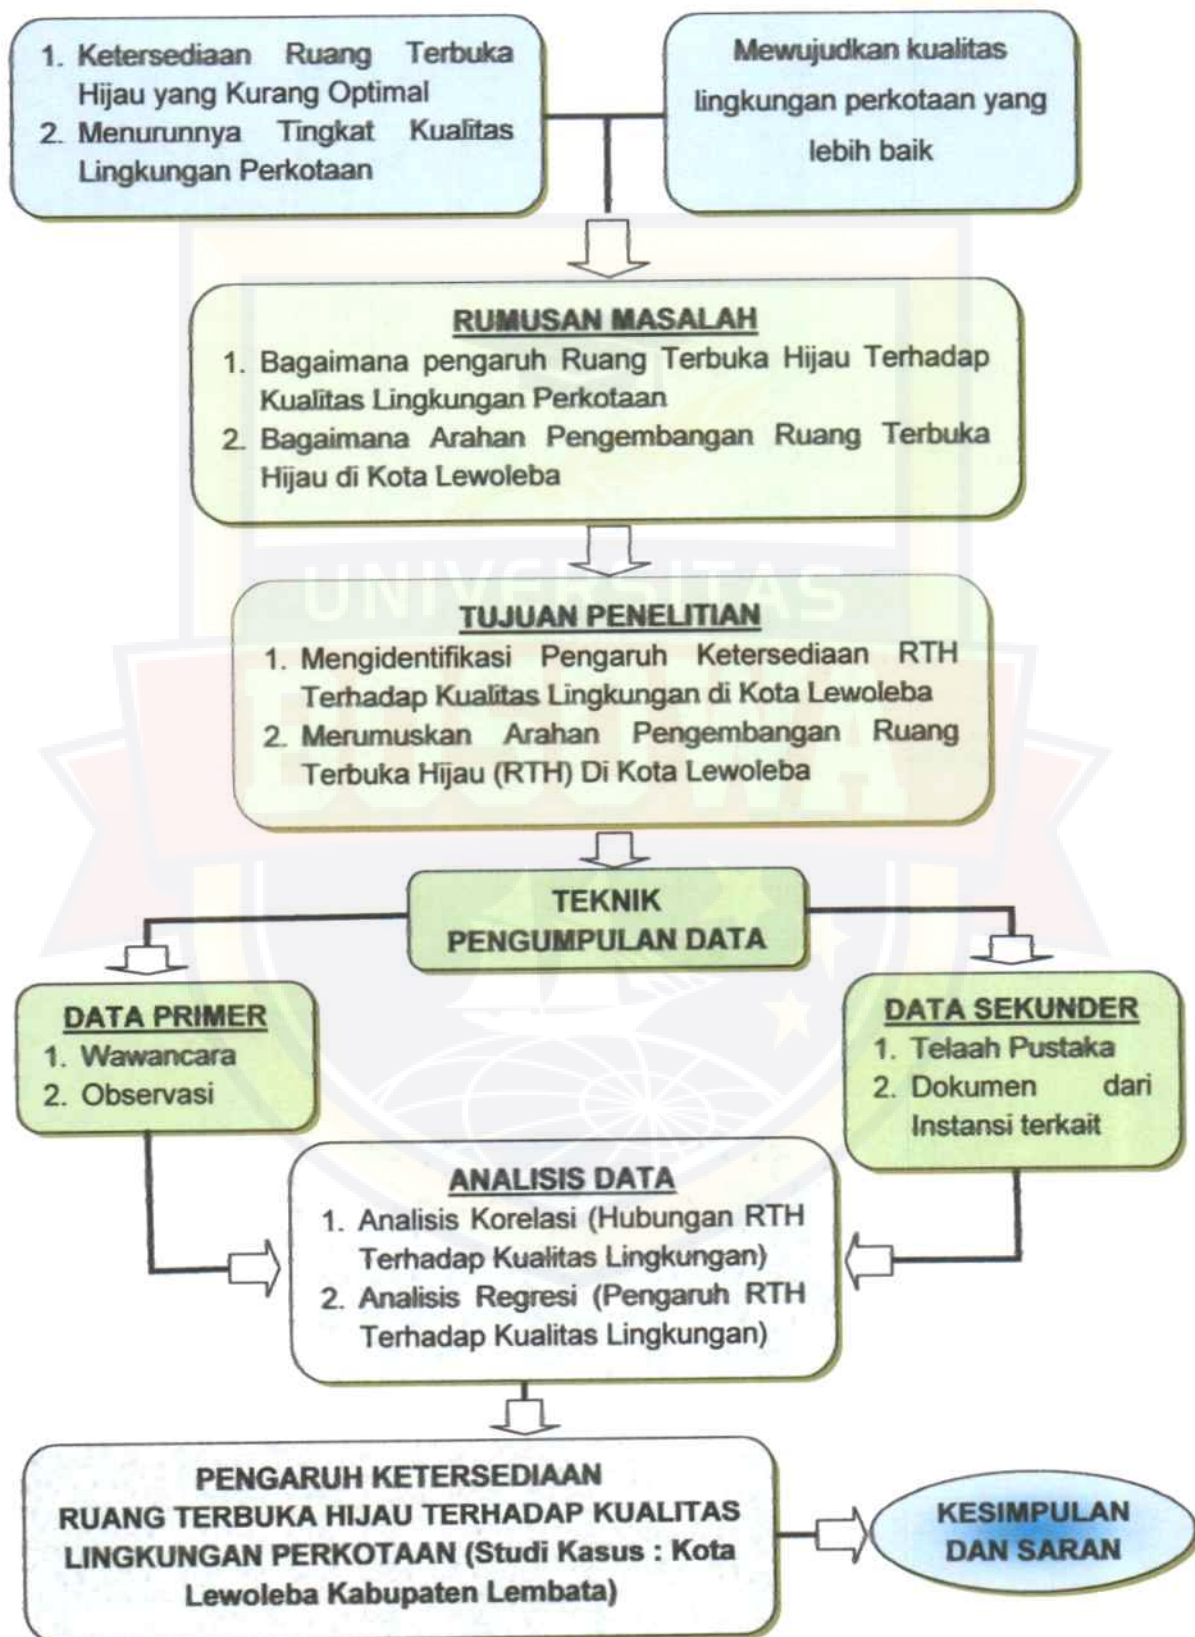 1. Ketersediaan Ruang Terbuka
Hijau yang Kurang Optimal
2. Menurunnya Tingkat Kualitas
Lingkungan Perkotaan
Mewujudkan kualitas
lingkungan perkotaan yang
lebih baik
RUMUSAN MASALAH
1. Bagaimana pengaruh Ruang Terbuka Hijau Terhadap
Kualitas Lingkungan Perkotaan
2. Bagaimana Arahan Pengembangan Ruang Terbuka
Hijau di Kota Lewoleba
UNIVERSITAS
TUJUAN PENELITIAN
1. Mengidentifikasi Pengaruh Ketersediaan RTH
Terhadap Kualitas Lingkungan di Kota Lewoleba
2. Merumuskan Arahan Pengembangan Ruang
Terbuka Hijau (RTH) Di Kota Lewoleba
BOSOWA
TEKNIK
PENGUMPULAN DATA
DATA PRIMER
1. Wawancara
2. Observasi
DATA SEKUNDER
1. Telaah Pustaka
2. Dokumen dari
Instansi terkait
ANALISIS DATA
1. Analisis Korelasi (Hubungan RTH
Terhadap Kualitas Lingkungan)
2. Analisis Regresi (Pengaruh RTH
Terhadap Kualitas Lingkungan)
PENGARUH KETERSEDIAAN
RUANG TERBUKA HIJAU TERHADAP KUALITAS
LINGKUNGAN PERKOTAAN (Studi Kasus : Kota
Lewoleba Kabupaten Lembata)
KESIMPULAN
DAN SARAN